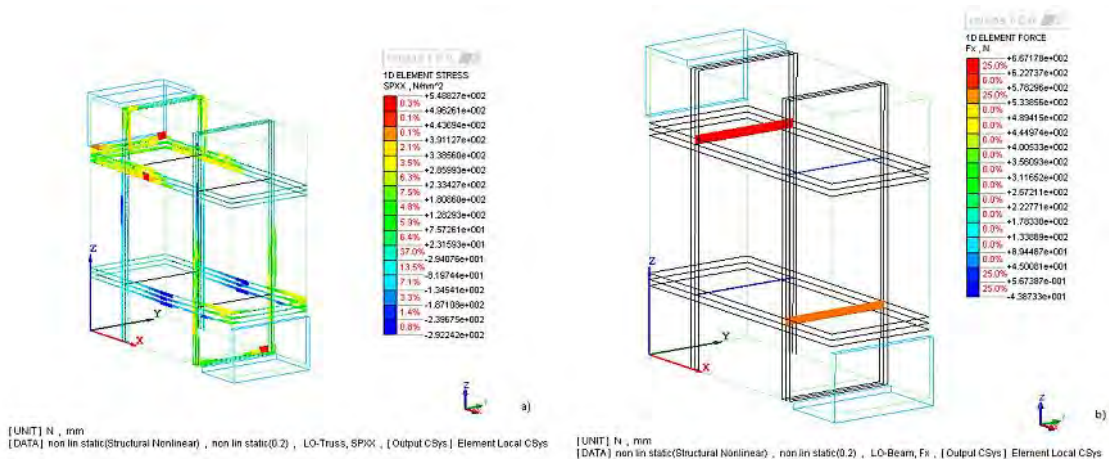 1D ELEMENT STRESS
SPXX , N/mm^2
+5.48827e+002
0.3%
+4.96261e+002
0.1%
+4.43694e+002
0.1%
+3.91127e+002
2.1%
+3.38560e+002
3.5%
+2.85993e+002
6.3%
+2.33427e+002
7.5%
+1.80860e+002
4.8%
+1.28293e+002
5.9%
+7.57261e+001
6.4%
+2.31593e+001
37.0%
-2.94076e+001
13.5%
-8.19744e+001
7.1%
-1.34541e+002
3.3%
-1.87108e+002
1.4%
-2.39675e+002
0.8%
-2.92242e+002
Z
Y
X
Z
a)
[UNIT] N , mm
[DATA] non lin static(Structural Nonlinear) , non lin static(0.2) , LO-Truss, SPXX , [Output CSys] Element Local CSys
1D ELEMENT FORCE
Fx , N
+6.67178e+002
25.0%
+6.22737e+002
0.0%
+5.78296e+002
25.0%
+5.33856e+002
0.0%
+4.89415e+002
0.0%
+4.44974e+002
0.0%
+4.00533e+002
0.0%
+3.56093e+002
0.0%
+3.11652e+002
0.0%
+2.67211e+002
0.0%
+2.22771e+002
0.0%
+1.78330e+002
0.0%
+1.33889e+002
0.0%
+8.94487e+001
0.0%
+4.50081e+001
25.0%
+5.67387e-001
25.0%
-4.38733e+001
Z
Y
X
Z
b)
[UNIT] N , mm
[DATA] non lin static(Structural Nonlinear) , non lin static(0.2) , LO-Beam, Fx , [Output CSys] Element Local CSys